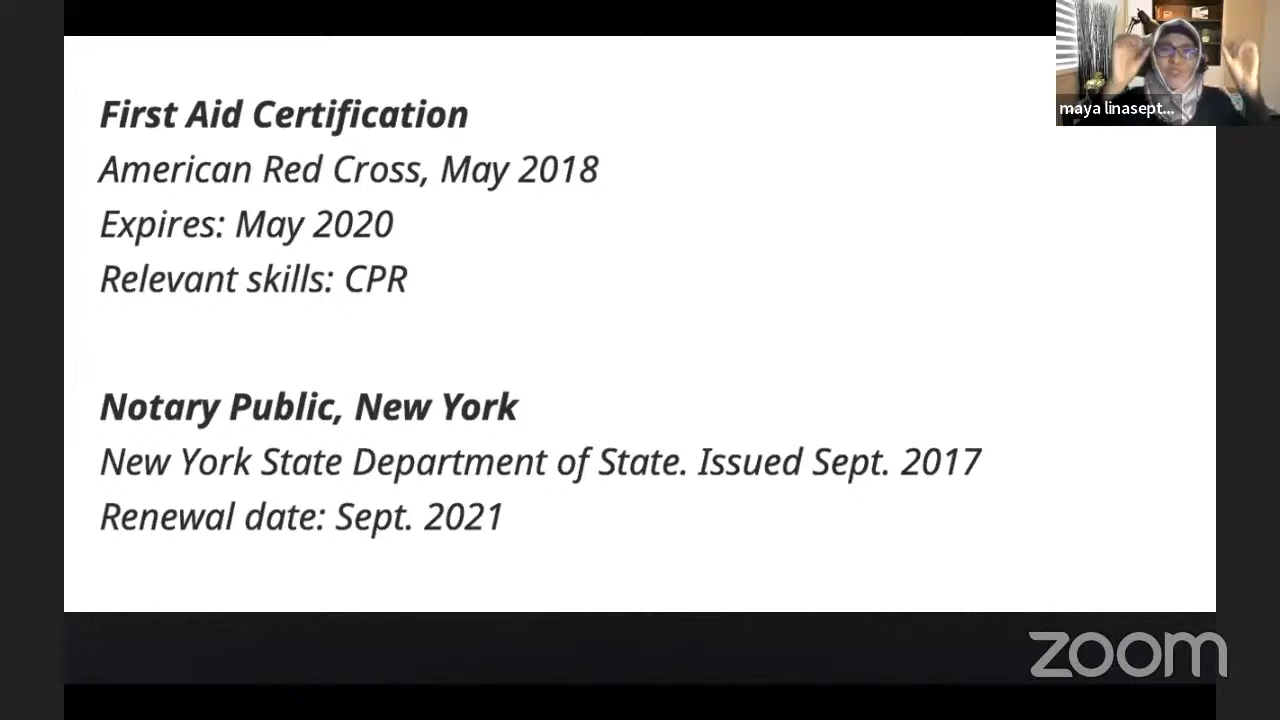 First Aid Certification
American Red Cross, May 2018
Expires: May 2020
Relevant skills: CPR
Notary Public, New York
New York State Department of State. Issued Sept. 2017
Renewal date: Sept. 2021
maya linasept...
zoom